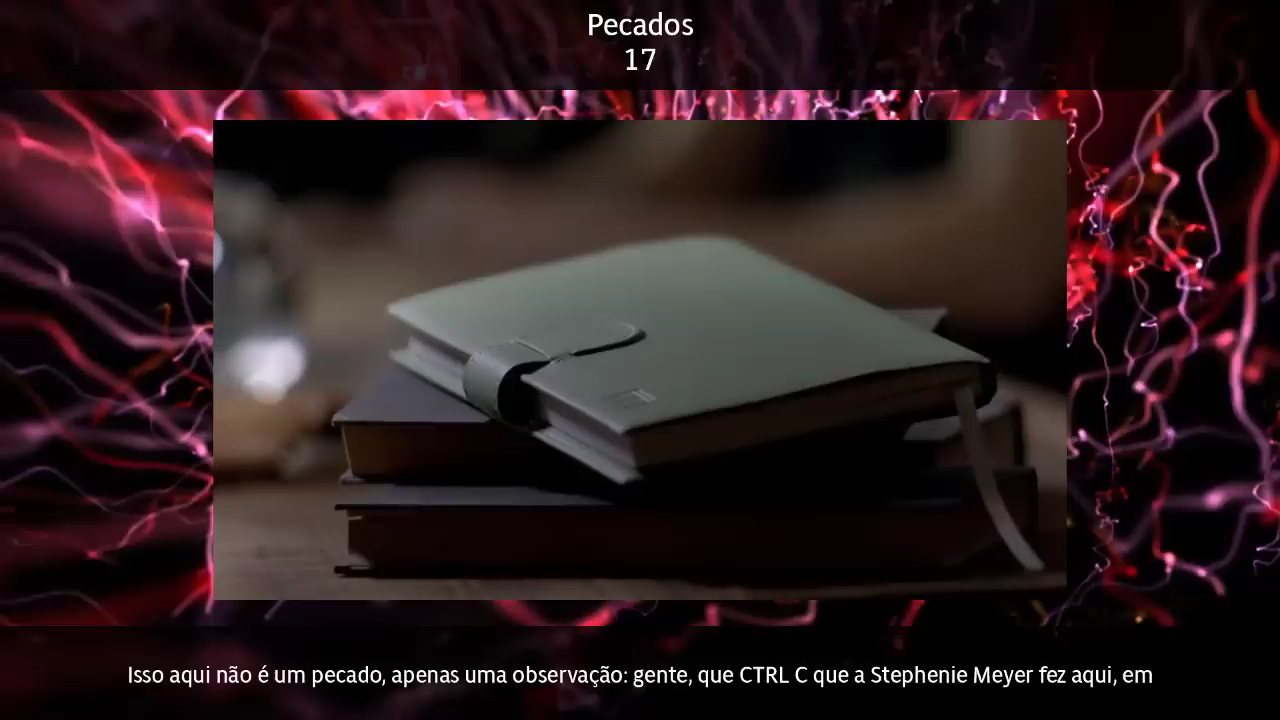 Pecados
17
Isso aqui não é um pecado, apenas uma observação: gente, que CTRL C que a Stephenie Meyer fez aqui, em